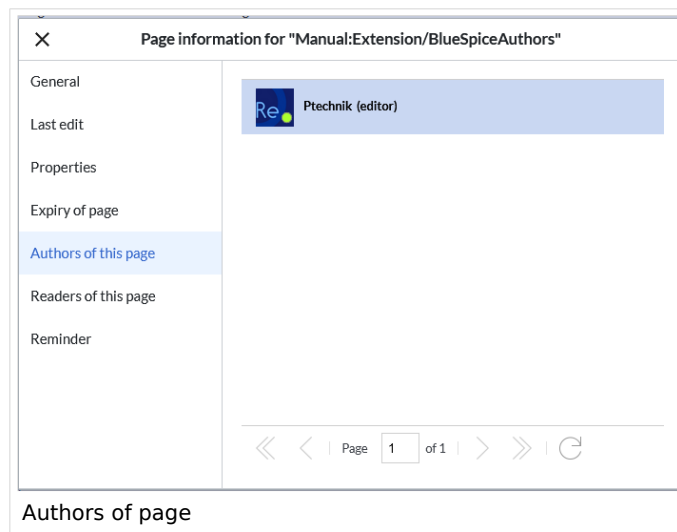 Page information for "Manual:Extension/BlueSpiceAuthors"
General
Last edit
Properties
Expiry of page
Authors of this page
Readers of this page
Reminder
Re
Ptechnik (editor)
Page 1 of 1
Authors of page